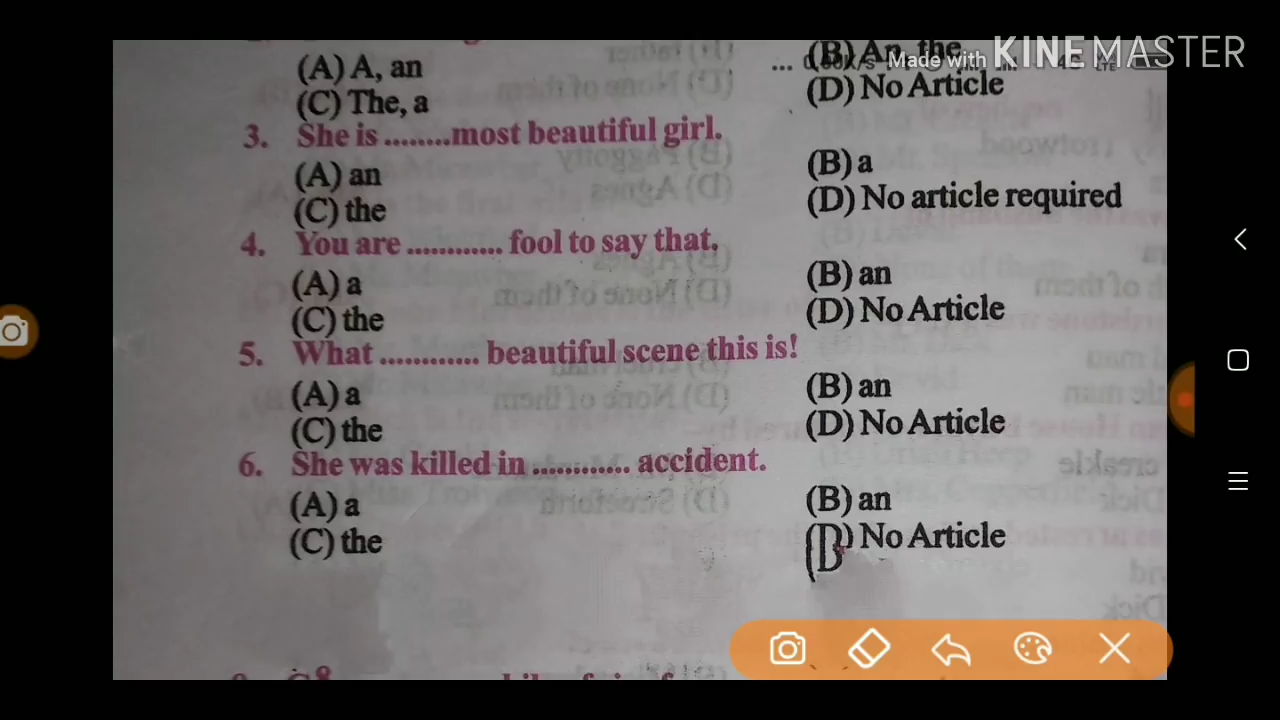 (A) A, an
(B) An, the
Made with KINEMASTER
(C) The, a
(D) No Article
3. She is ........most beautiful girl.
(A) an
(B) a
(C) the
(D) No article required
4. You are ............ fool to say that.
(A) a
(B) an
(C) the
(D) No Article
5. What ............ beautiful scene this is!
(A) a
(B) an
(C) the
(D) No Article
6. She was killed in ............ accident.
(A) a
(B) an
(C) the
(D) No Article